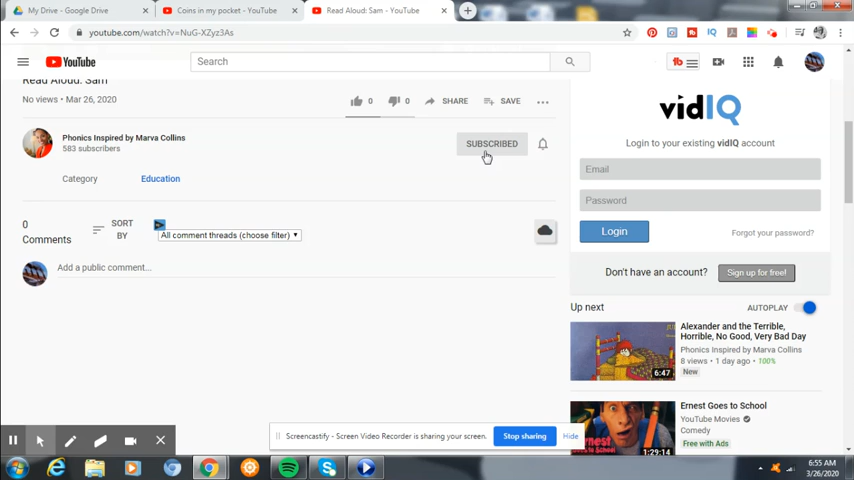 My Drive - Google Drive
Coins in my pocket - YouTube
Read Aloud: Sam - YouTube
youtube.com/watch?v=NuG-XZyz3As
YouTube
Search
Read Aloud: Sam
No views • Mar 26, 2020
0
0
SHARE
SAVE
Phonics Inspired by Marva Collins
583 subscribers
SUBSCRIBED
Category
Education
0
Comments
SORT
BY
All comment threads (choose filter)
Add a public comment...
vidIQ
Login to your existing vidIQ account
Email
Password
Login
Forgot your password?
Don't have an account?
Sign up for free!
Up next
AUTOPLAY
Alexander and the Terrible,
Horrible, No Good, Very Bad Day
Phonics Inspired by Marva Collins
8 views • 1 day ago • 100%
New
6:47
Ernest Goes to School
YouTube Movies
Comedy
Free with Ads
1:29:14
Screencastify - Screen Video Recorder is sharing your screen.
Stop sharing
Hide
6:55 AM
3/26/2020